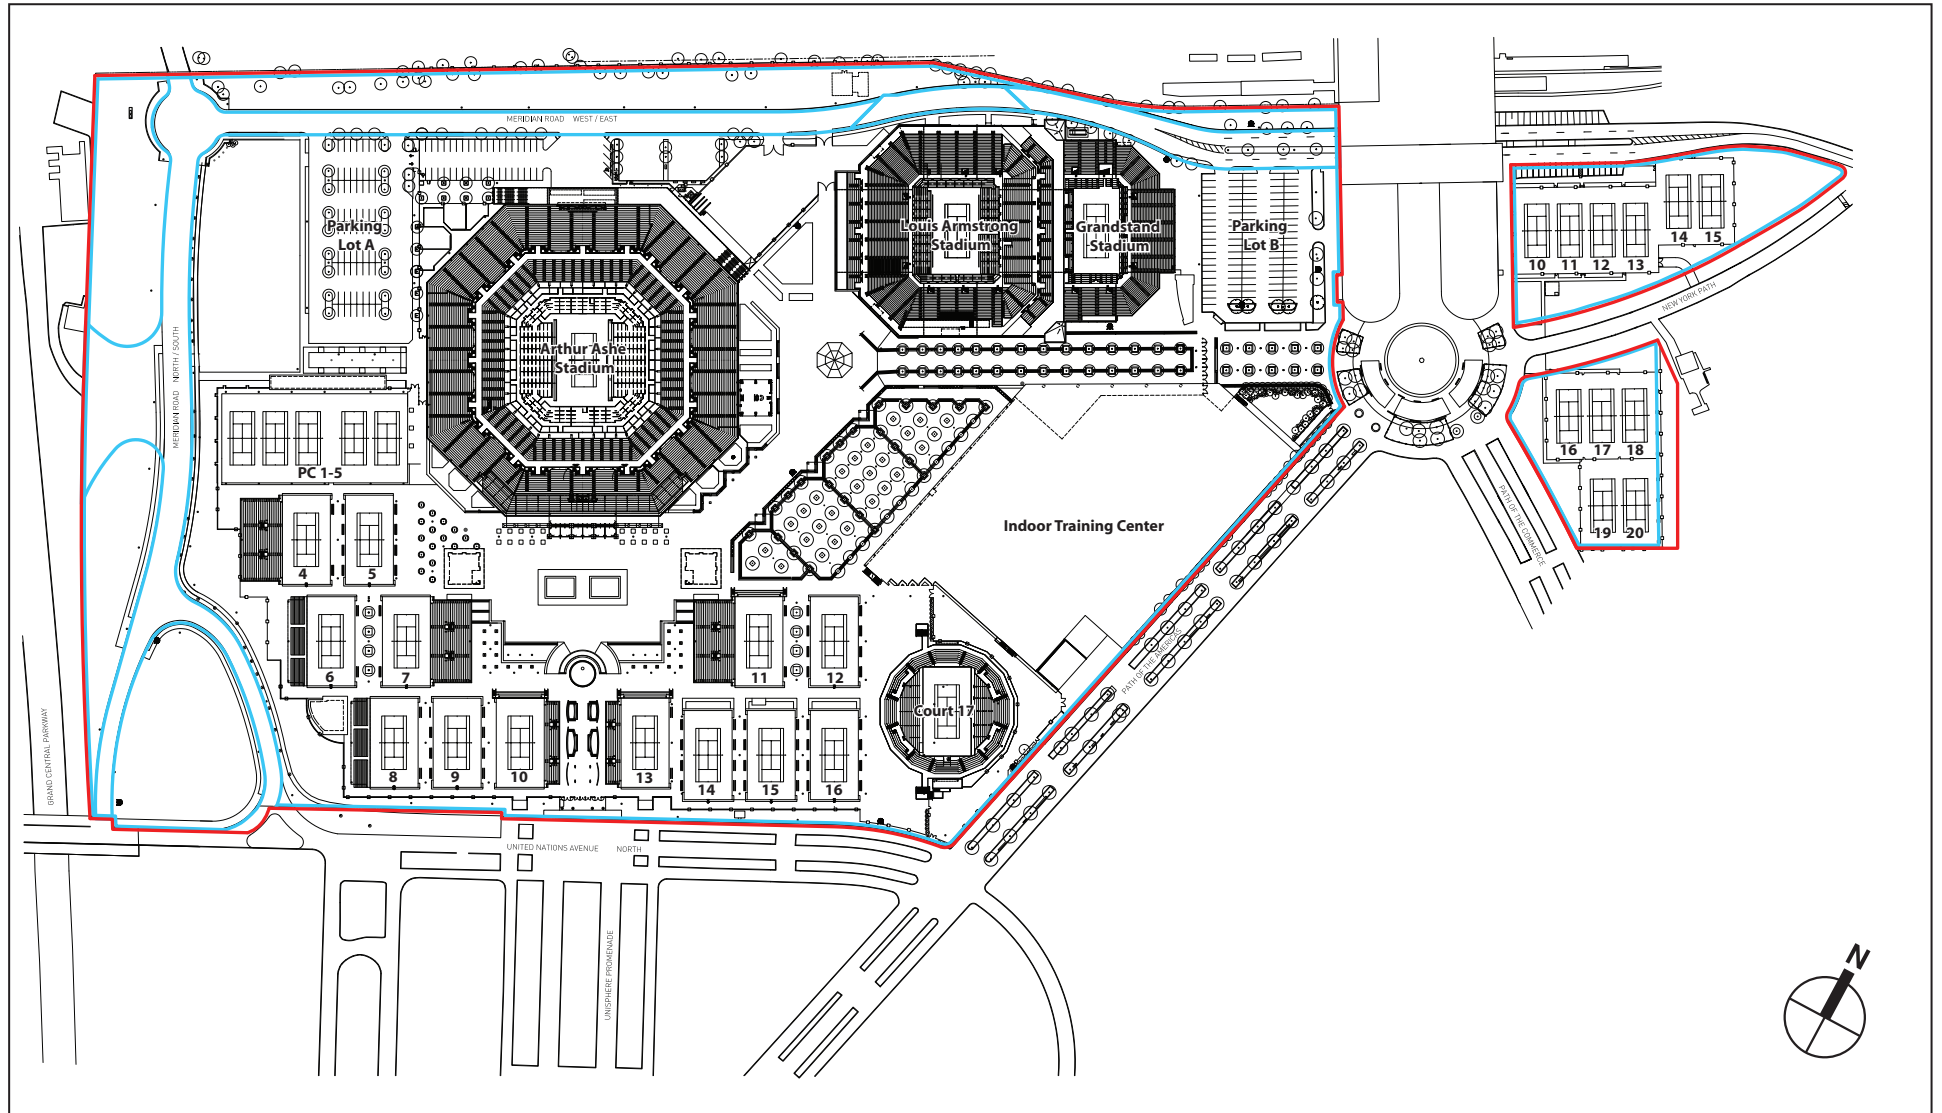 MERIDIAN ROAD WEST / EAST
Parking
Lot A
Louis Armstrong
Stadium
Grandstand
Stadium
Parking
Lot B
10 11 12 13 14 15
NEW YORK PATH
MERIDIAN ROAD NORTH / SOUTH
Arthur Ashe
Stadium
PC 1-5
16 17 18
19 20
PATH OF THE COMMERCE
Indoor Training Center
4 5
6 7 11 12
PATH OF THE AMERICAS
Court 17
8 9 10 13 14 15 16
GRAND CENTRAL PARKWAY
UNITED NATIONS AVENUE NORTH
UNISPHERE PROMENADE
N